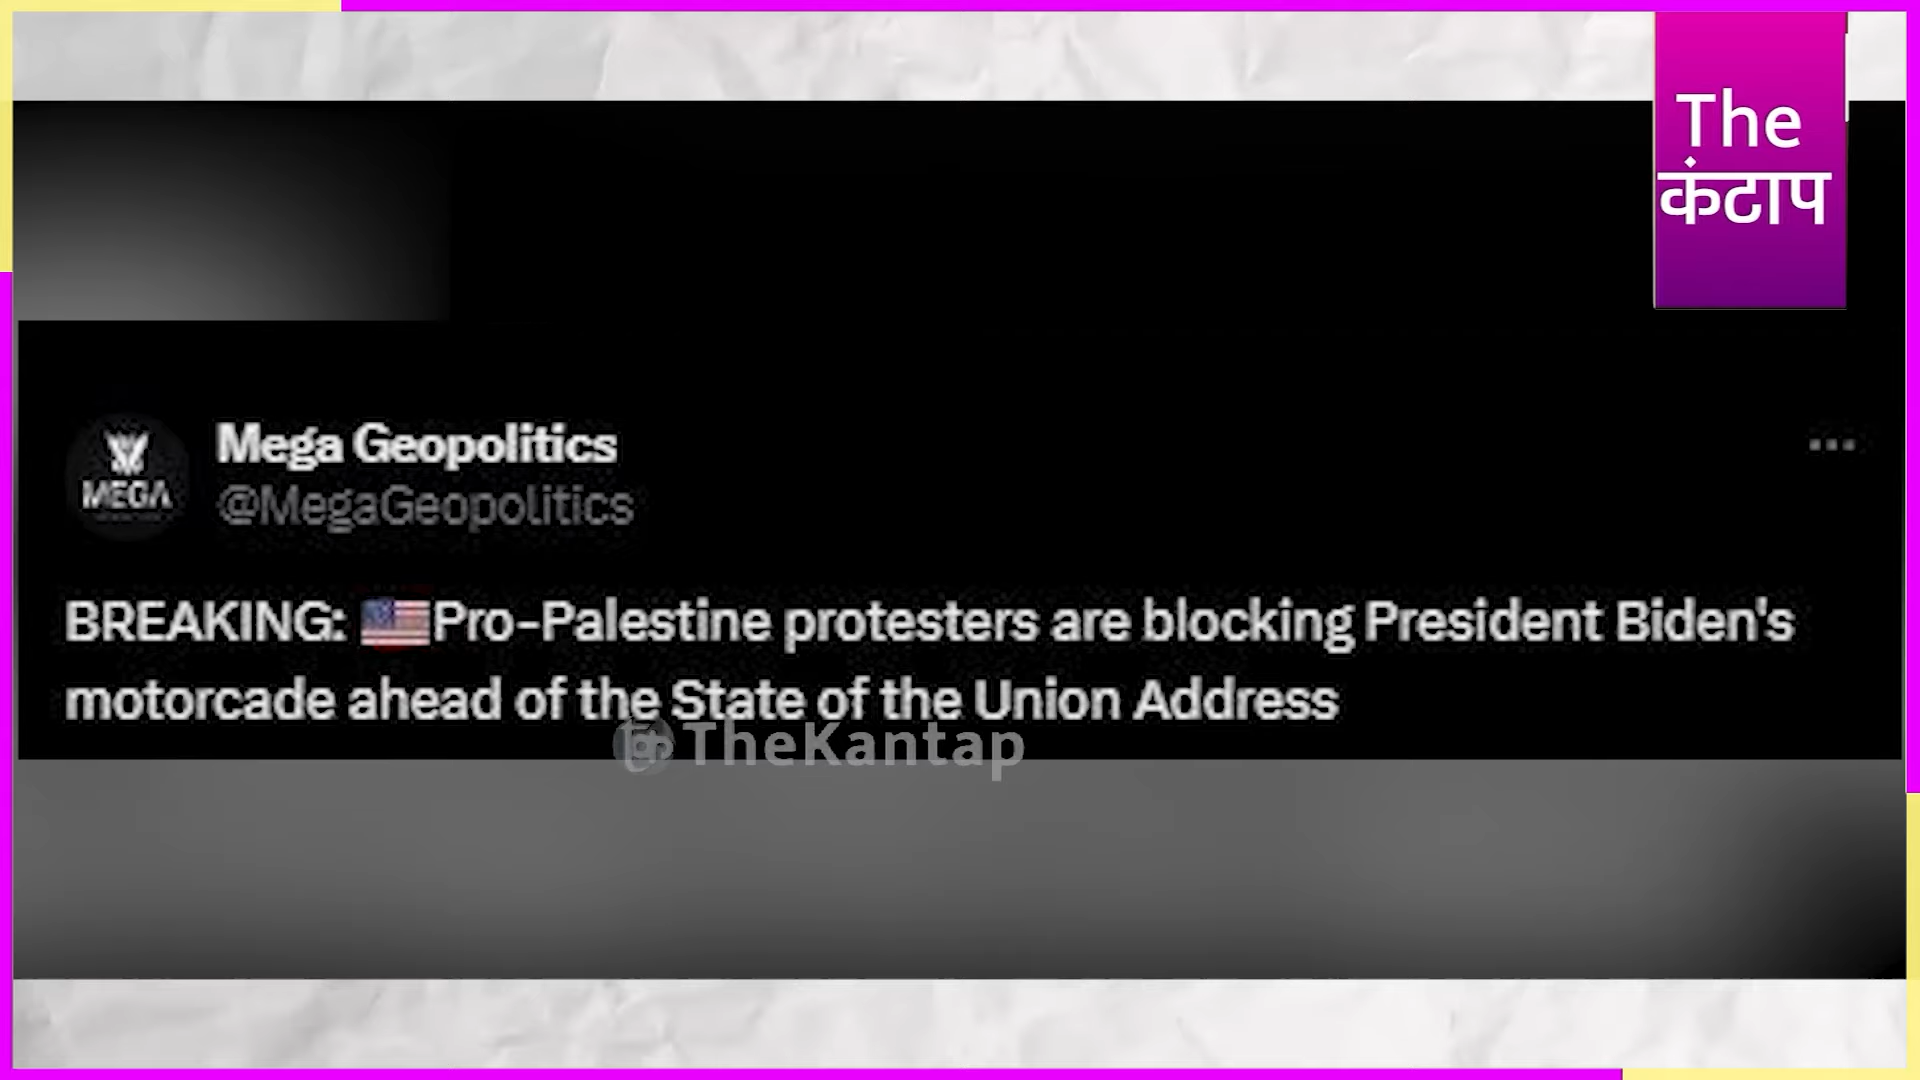 The
कंटाप
Mega Geopolitics
MEGA
@MegaGeopolitics
BREAKING: 🇺🇸Pro-Palestine protesters are blocking President Biden's
motorcade ahead of the State of the Union Address
TheKantap